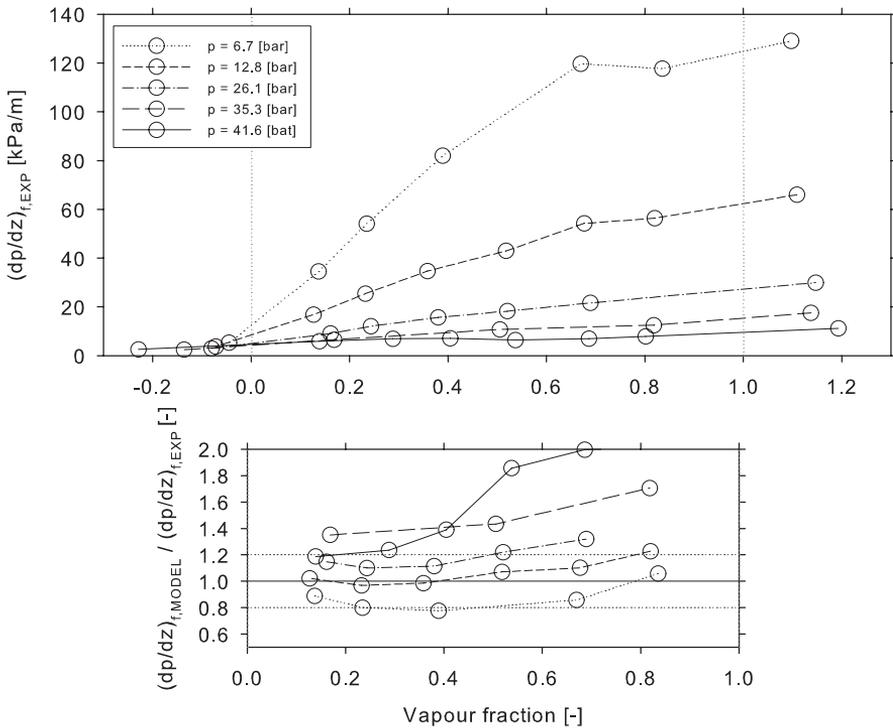 140
120
100
80
60
40
20
0
(dp/dz)f,EXP [kPa/m]
p = 6.7 [bar]
p = 12.8 [bar]
p = 26.1 [bar]
p = 35.3 [bar]
p = 41.6 [bat]
-0.2 0.0 0.2 0.4 0.6 0.8 1.0 1.2
(dp/dz)f,MODEL / (dp/dz)f,EXP [-]
2.0
1.8
1.6
1.4
1.2
1.0
0.8
0.6
0.0 0.2 0.4 0.6 0.8 1.0
Vapour fraction [-]